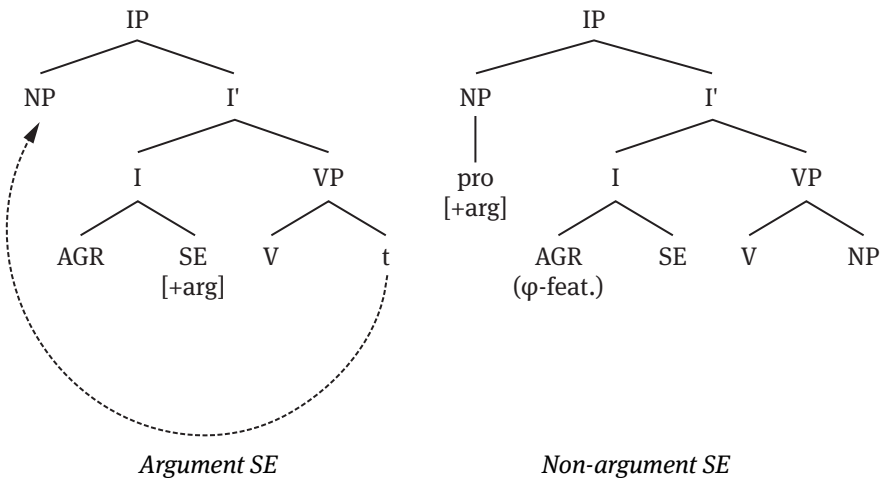 IP
NP I'
I VP
AGR SE V t
[+arg]
Argument SE
IP
NP I'
pro I VP
[+arg]
AGR SE V NP
(φ-feat.)
Non-argument SE